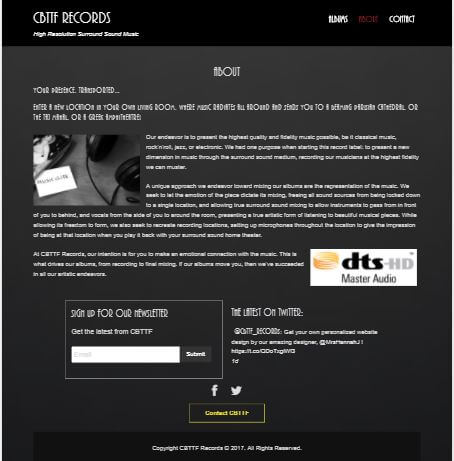 CBTTF RECORDS
High Resolution Surround Sound Music
ALBUMS ABOUT CONTACT
ABOUT
YOUR PRESENCE, TRANSPORTED...
ENTER A NEW LOCATION IN YOUR OWN LIVING ROOM, WHERE MUSIC RADIATES ALL AROUND AND SENDS YOU TO A BEAMING PARISIAN CATHEDRAL, OR
THE TAJ MAHAL, OR A GREEK AMPHITHEATRE!
Our endeavor is to present the highest quality and fidelity music possible, be it classical music,
rock'n'roll, jazz, or electronic. We had one purpose when starting this record label: to present a new
dimension in music through the surround sound medium, recording our musicians at the highest fidelity
we can muster.
A unique approach we endeavor toward mixing our albums are the representation of the music. We
seek to let the emotion of the piece dictate its mixing, freeing all sound sources from being locked down
to a single location, and allowing true surround sound mixing to allow instruments to pass from in front
of you to behind, and vocals from the side of you to around the room, presenting a true artistic form of listening to beautiful musical pieces. While
allowing its freedom to form, we also seek to recreate recording locations, setting up microphones throughout the location to give the impression
of being at that location when you play it back with your surround sound home theater.
At CBTTF Records, our intention is for you to make an emotional connection with the music. This is
what drives our albums, from recording to final mixing. If our albums move you, then we've succeeded
in all our artistic endeavors.
dts-HD
Master Audio
SIGN UP FOR OUR NEWSLETTER
Get the latest from CBTTF
Email
Submit
THE LATEST ON TWITTER:
@CBTTF_RECORDS: Get your own personalized website
design by our amazing designer, @MrsHannahJ1
1d
Contact CBTTF
Copyright CBTTF Records © 2017. All Rights Reserved.